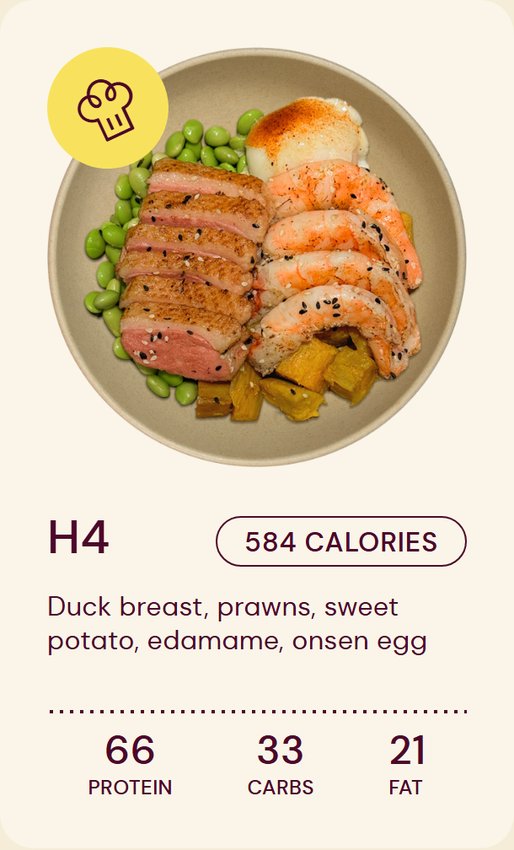 H4
584 CALORIES
Duck breast, prawns, sweet
potato, edamame, onsen egg
66 33 21
PROTEIN CARBS FAT